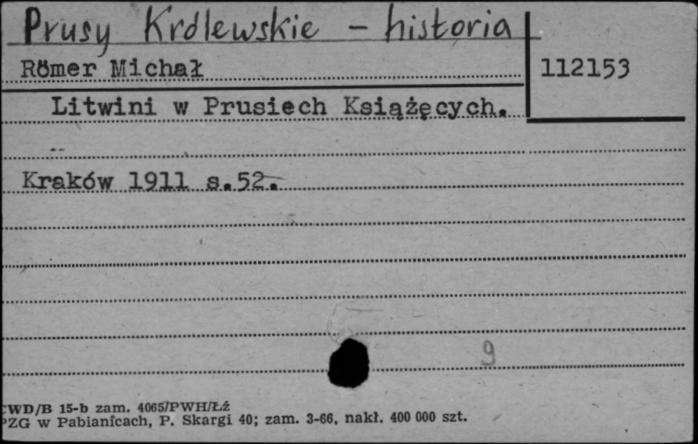 Prusy Królewskie – historia
Römer Michał
112153
Litwini w Prusiech Książęcych.
Kraków 1911 s.52.
9
WD/B 15-b zam. 4065/PWH/Łź
PZG w Pabianicach, P. Skargi 40; zam. 3-66, nakł. 400 000 szt.